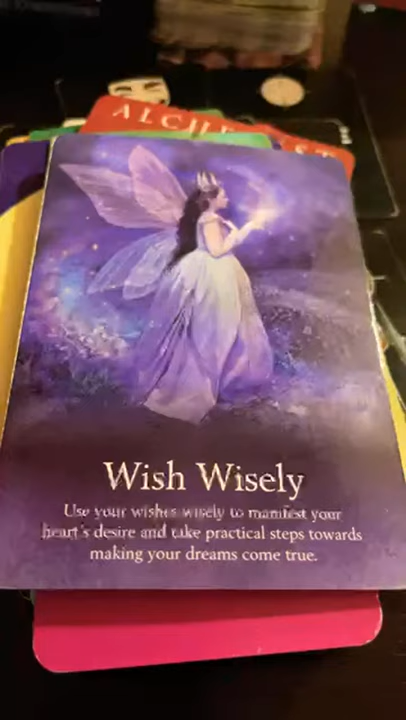 ALCHEMIST
Wish Wisely
Use your wishes wisely to manifest your
heart's desire and take practical steps towards
making your dreams come true.